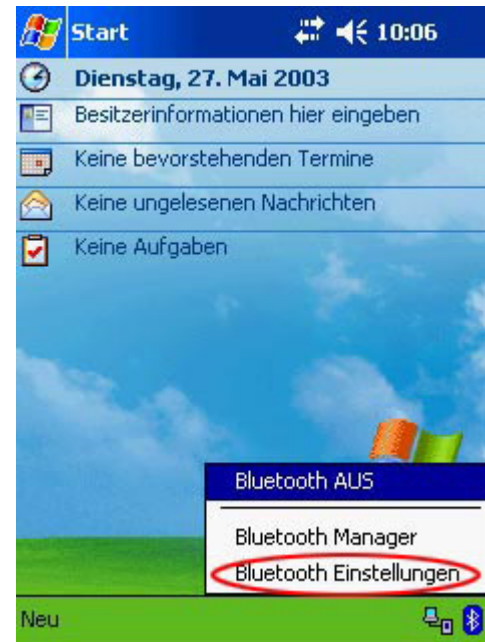 Start 10:06
Dienstag, 27. Mai 2003
Besitzerinformationen hier eingeben
Keine bevorstehenden Termine
Keine ungelesenen Nachrichten
Keine Aufgaben
Bluetooth AUS
Bluetooth Manager
Bluetooth Einstellungen
Neu